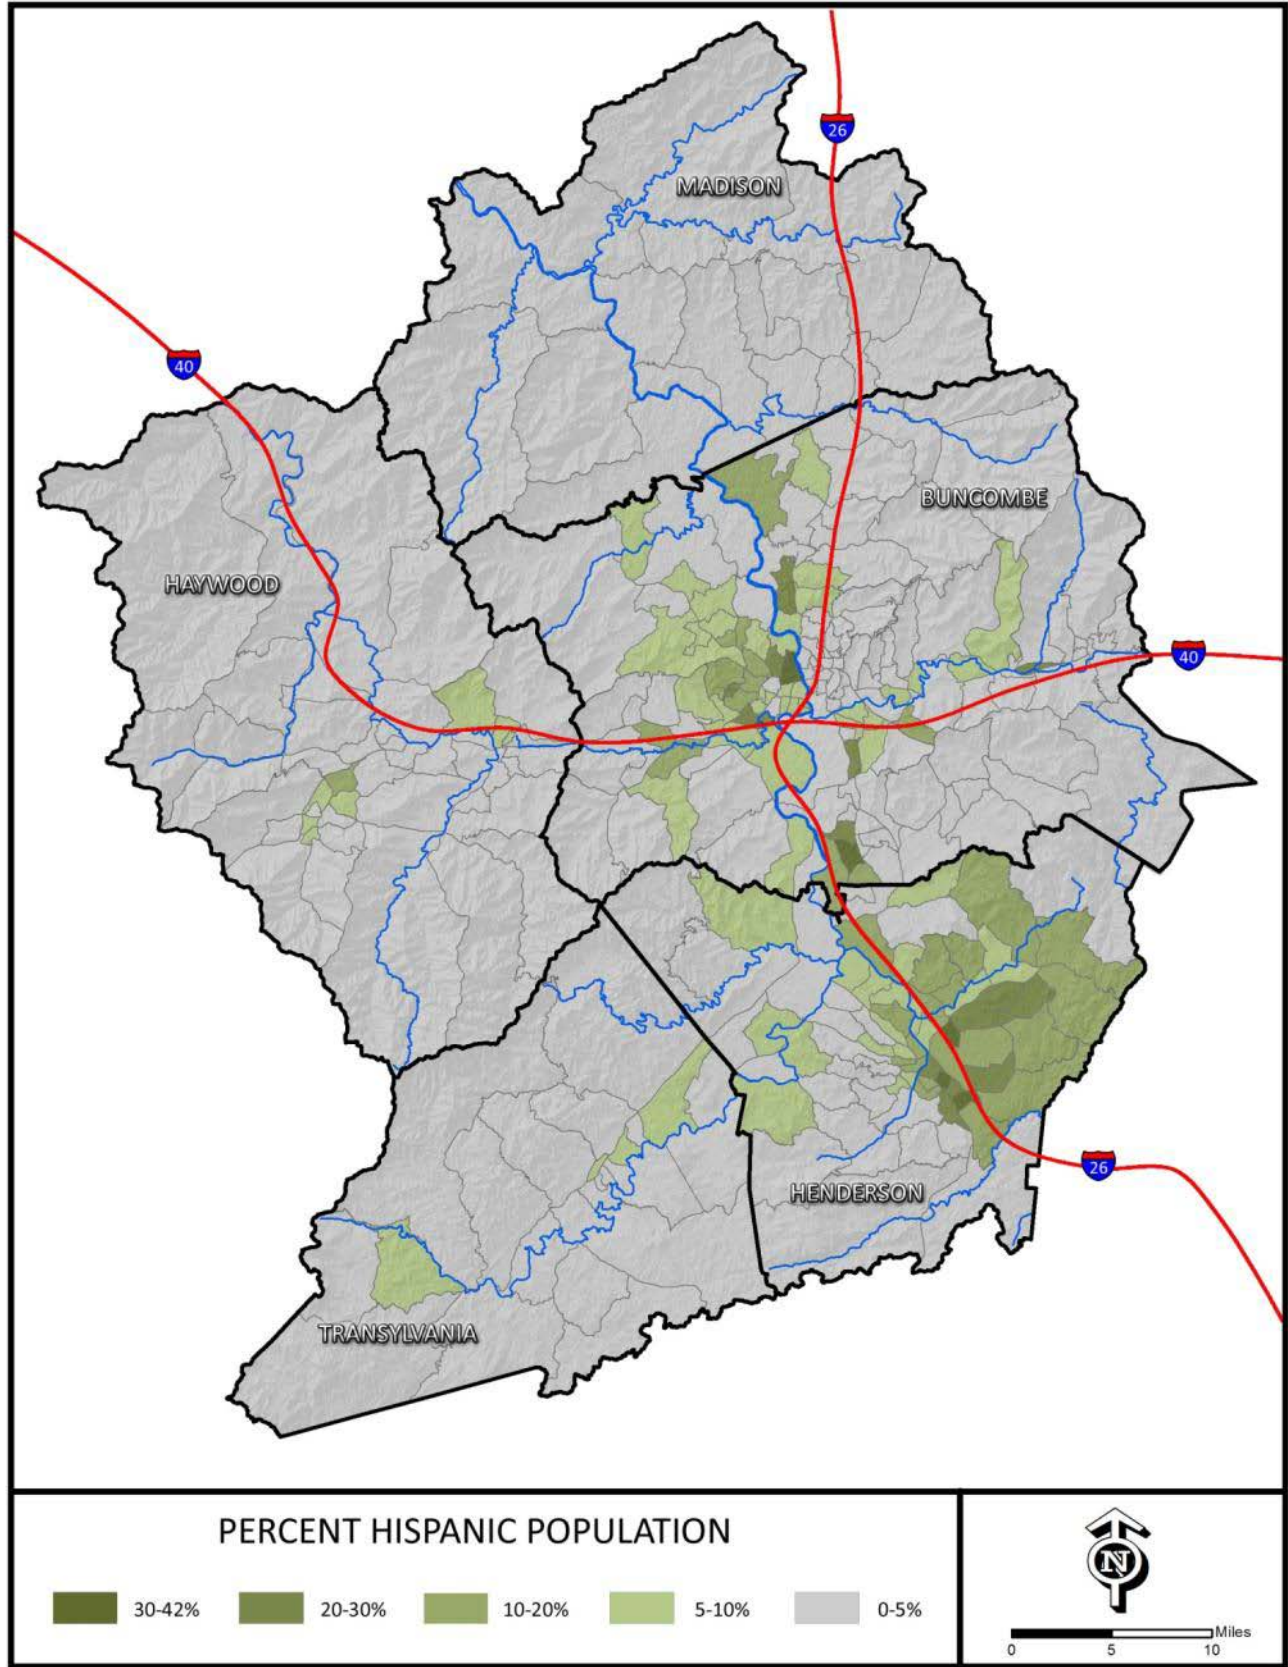 26
MADISON
40
BUNCOMBE
HAYWOOD
40
26
HENDERSON
TRANSYLVANIA
PERCENT HISPANIC POPULATION
30-42% 20-30% 10-20% 5-10% 0-5%
N
Miles
0 5 10